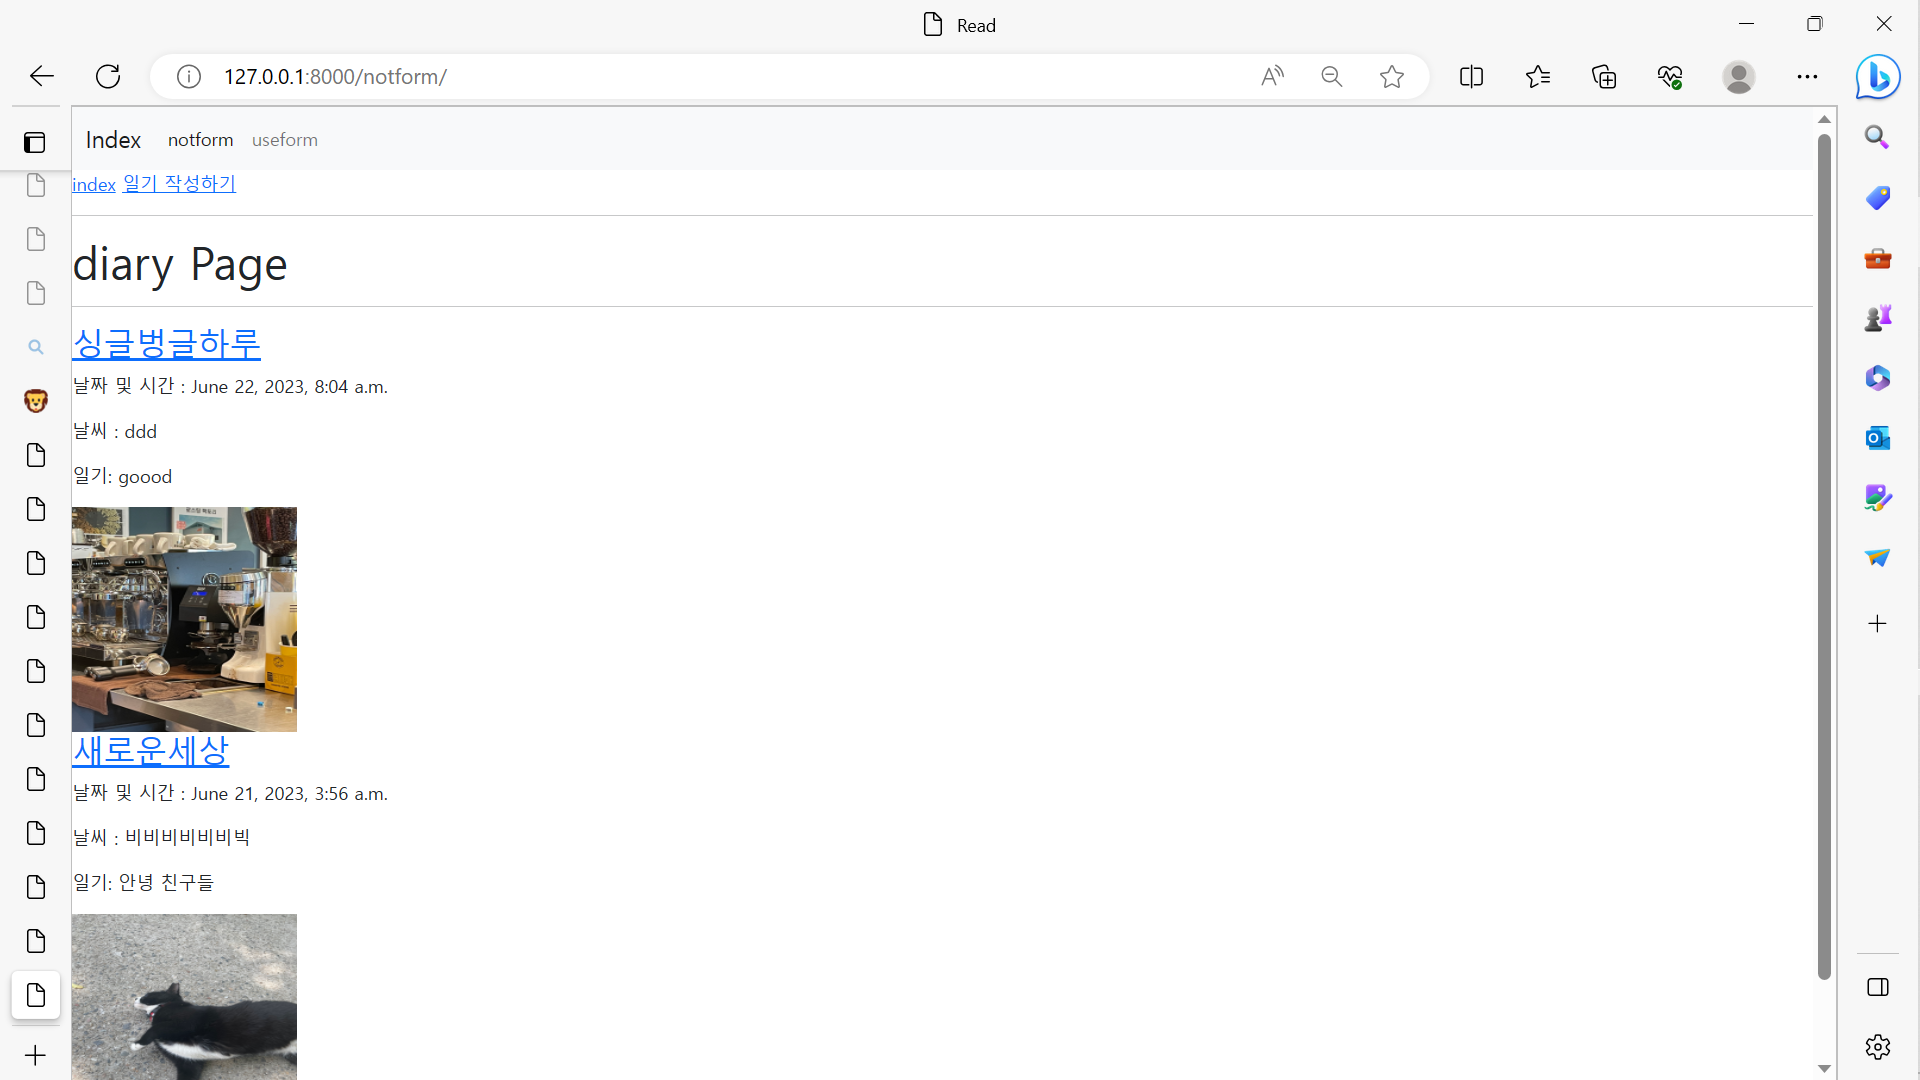 Read
127.0.0.1:8000/notform/
Index notform useform
index 일기 작성하기
diary Page
싱글벙글하루
날짜 및 시간 : June 22, 2023, 8:04 a.m.
날씨 : ddd
일기: goood
새로운세상
날짜 및 시간 : June 21, 2023, 3:56 a.m.
날씨 : 비비비비비비빅
일기: 안녕 친구들